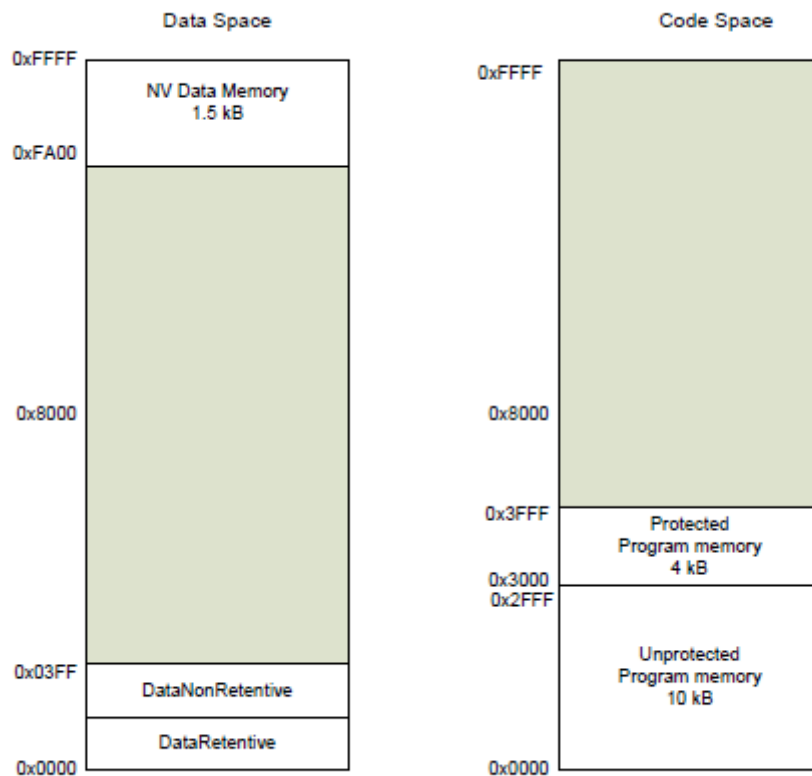 Data Space
0xFFFF
NV Data Memory
1.5 kB
0xFA00
0x8000
0x03FF
DataNonRetentive
DataRetentive
0x0000
Code Space
0xFFFF
0x8000
0x3FFF
Protected
Program memory
4 kB
0x3000
0x2FFF
Unprotected
Program memory
10 kB
0x0000